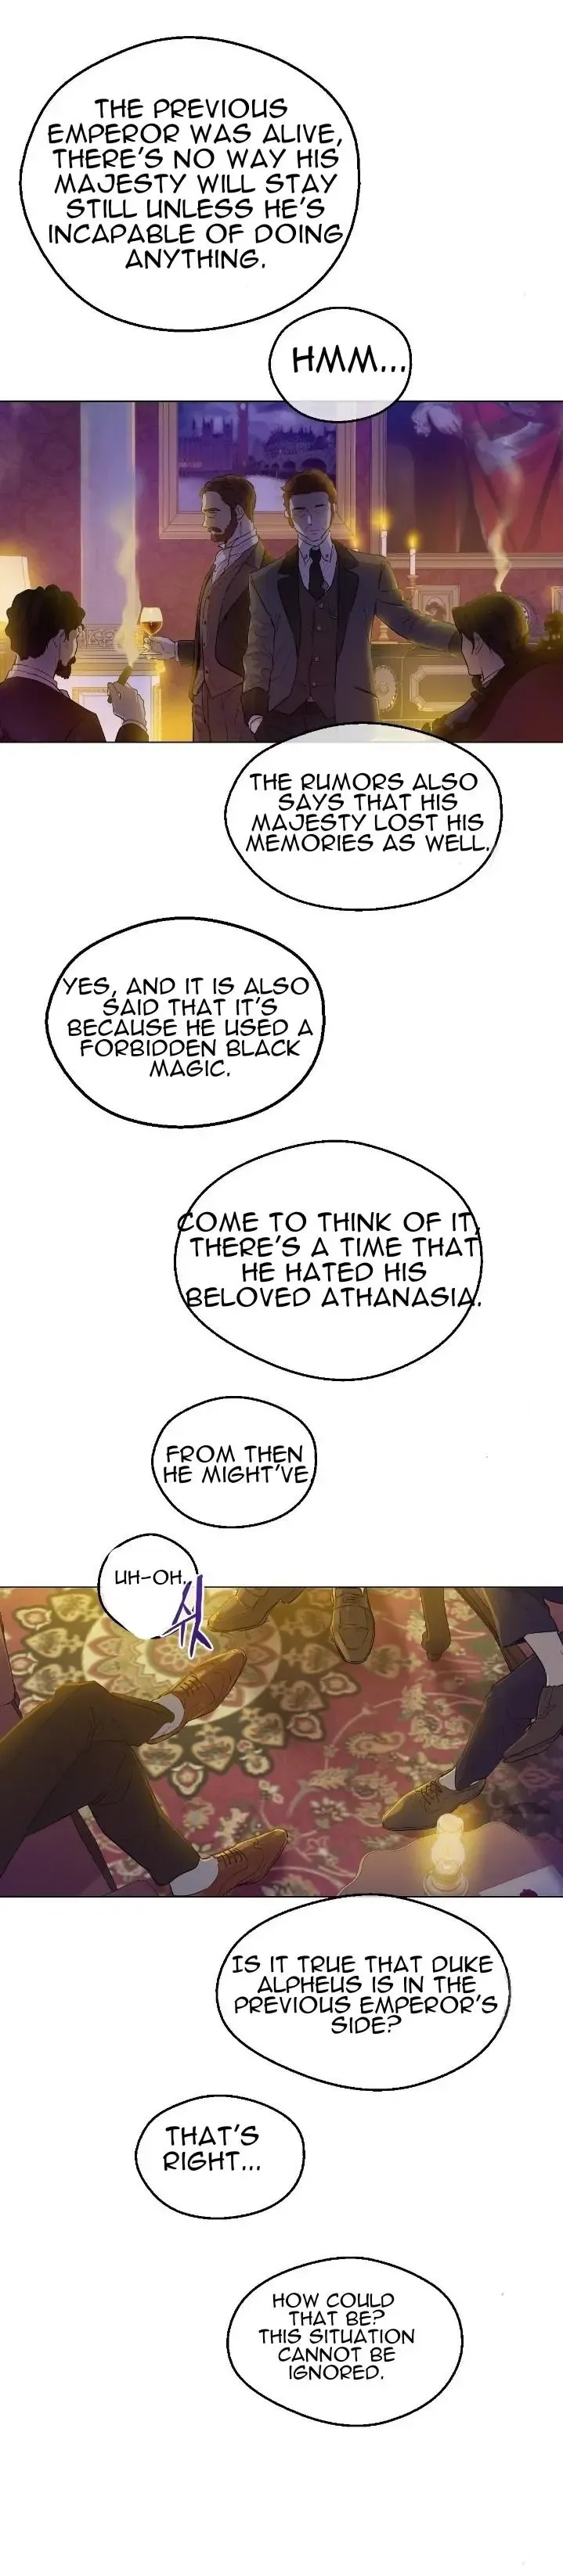 THE PREVIOUS
EMPEROR WAS ALIVE,
THERE'S NO WAY HIS
MAJESTY WILL STAY
STILL UNLESS HE'S
INCAPABLE OF DOING
ANYTHING.
HMM...
THE RUMORS ALSO
SAYS THAT HIS
MAJESTY LOST HIS
MEMORIES AS WELL.
YES, AND IT IS ALSO
SAID THAT IT'S
BECAUSE HE USED A
FORBIDDEN BLACK
MAGIC.
COME TO THINK OF IT,
THERE'S A TIME THAT
HE HATED HIS
BELOVED ATHANASIA.
FROM THEN
HE MIGHT'VE
UH-OH.
IS IT TRUE THAT DUKE
ALPHEUS IS IN THE
PREVIOUS EMPEROR'S
SIDE?
THAT'S
RIGHT...
HOW COULD
THAT BE?
THIS SITUATION
CANNOT BE
IGNORED.